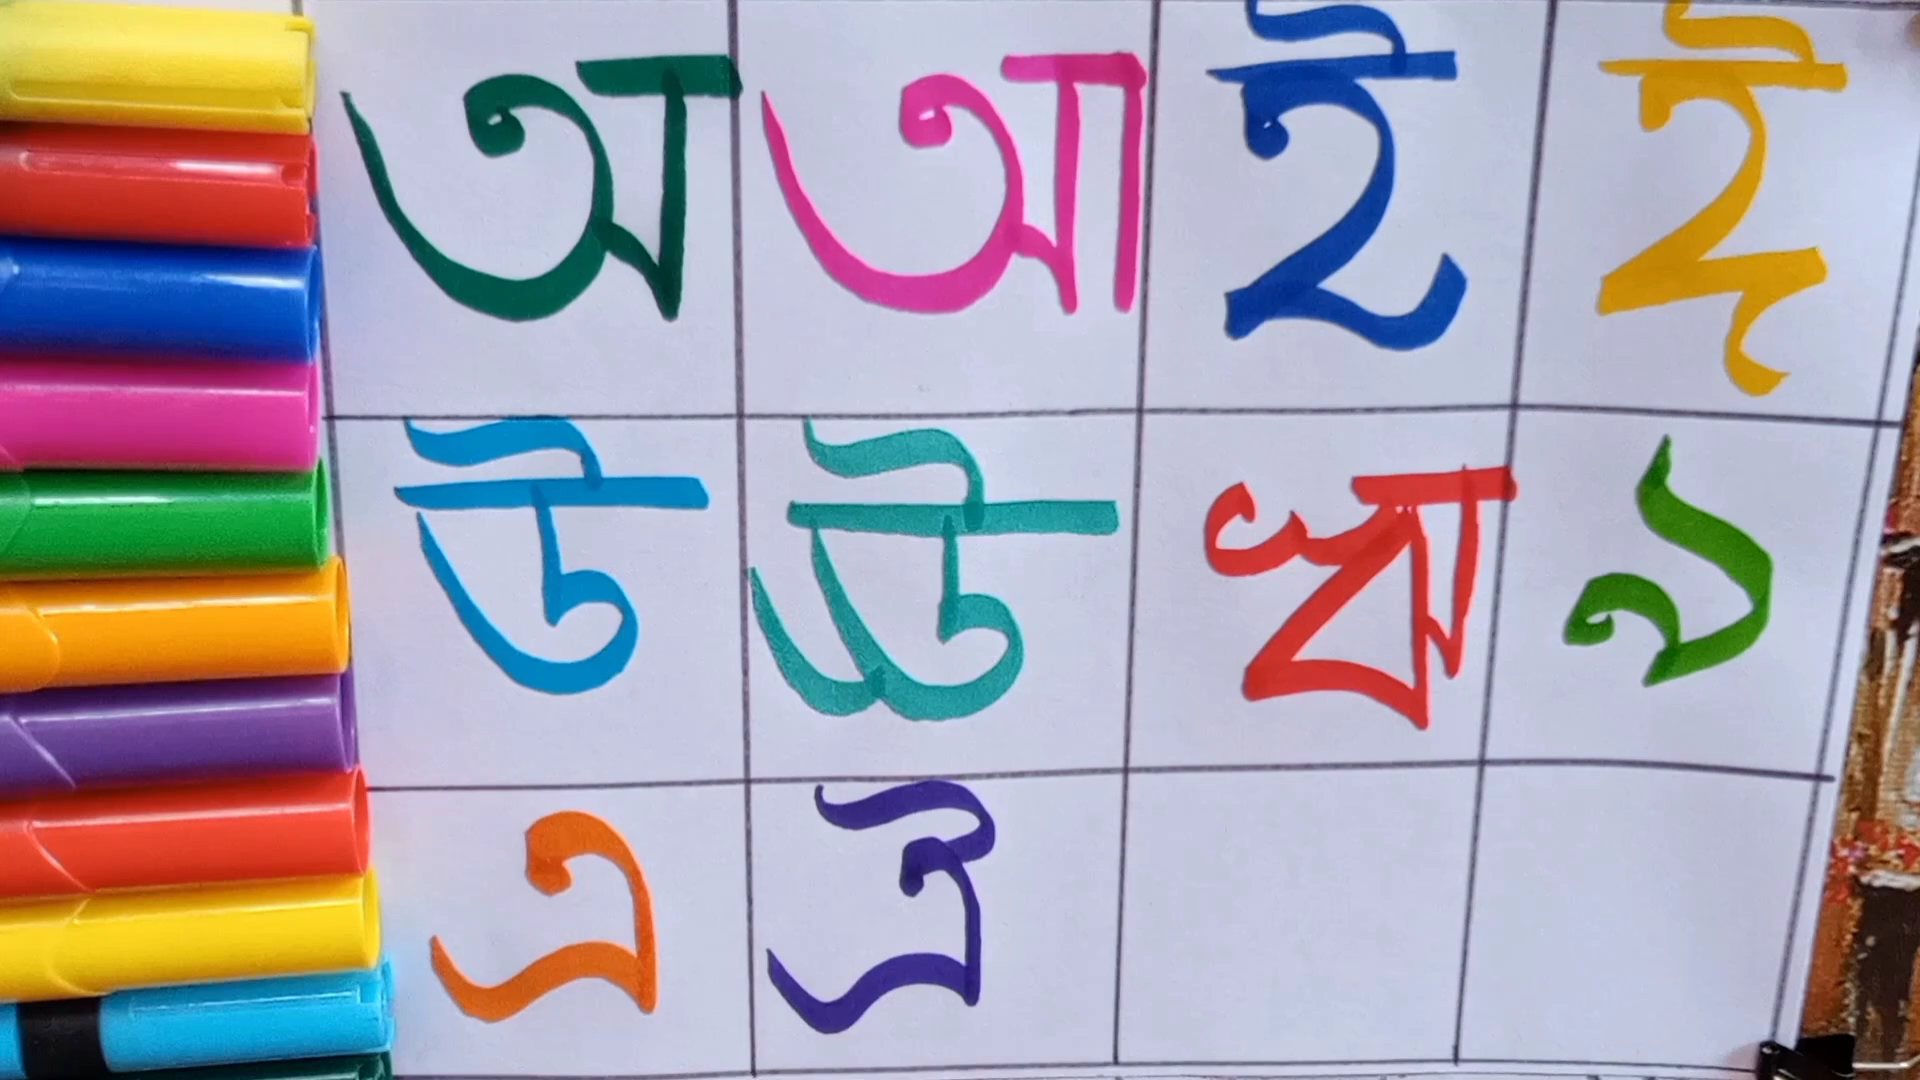 অ আ ই ঈ
উ ঊ ঋ ঌ
এ ঐ